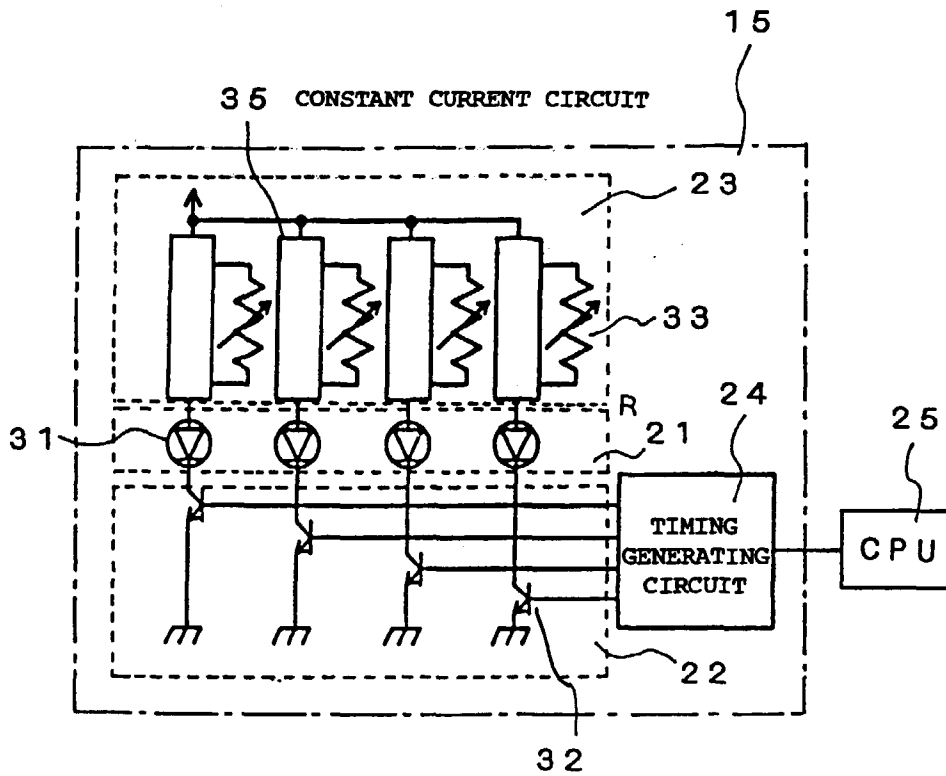 15
35 CONSTANT CURRENT CIRCUIT
23
33
R
31
21
24
25
TIMING
GENERATING
CIRCUIT
CPU
22
32